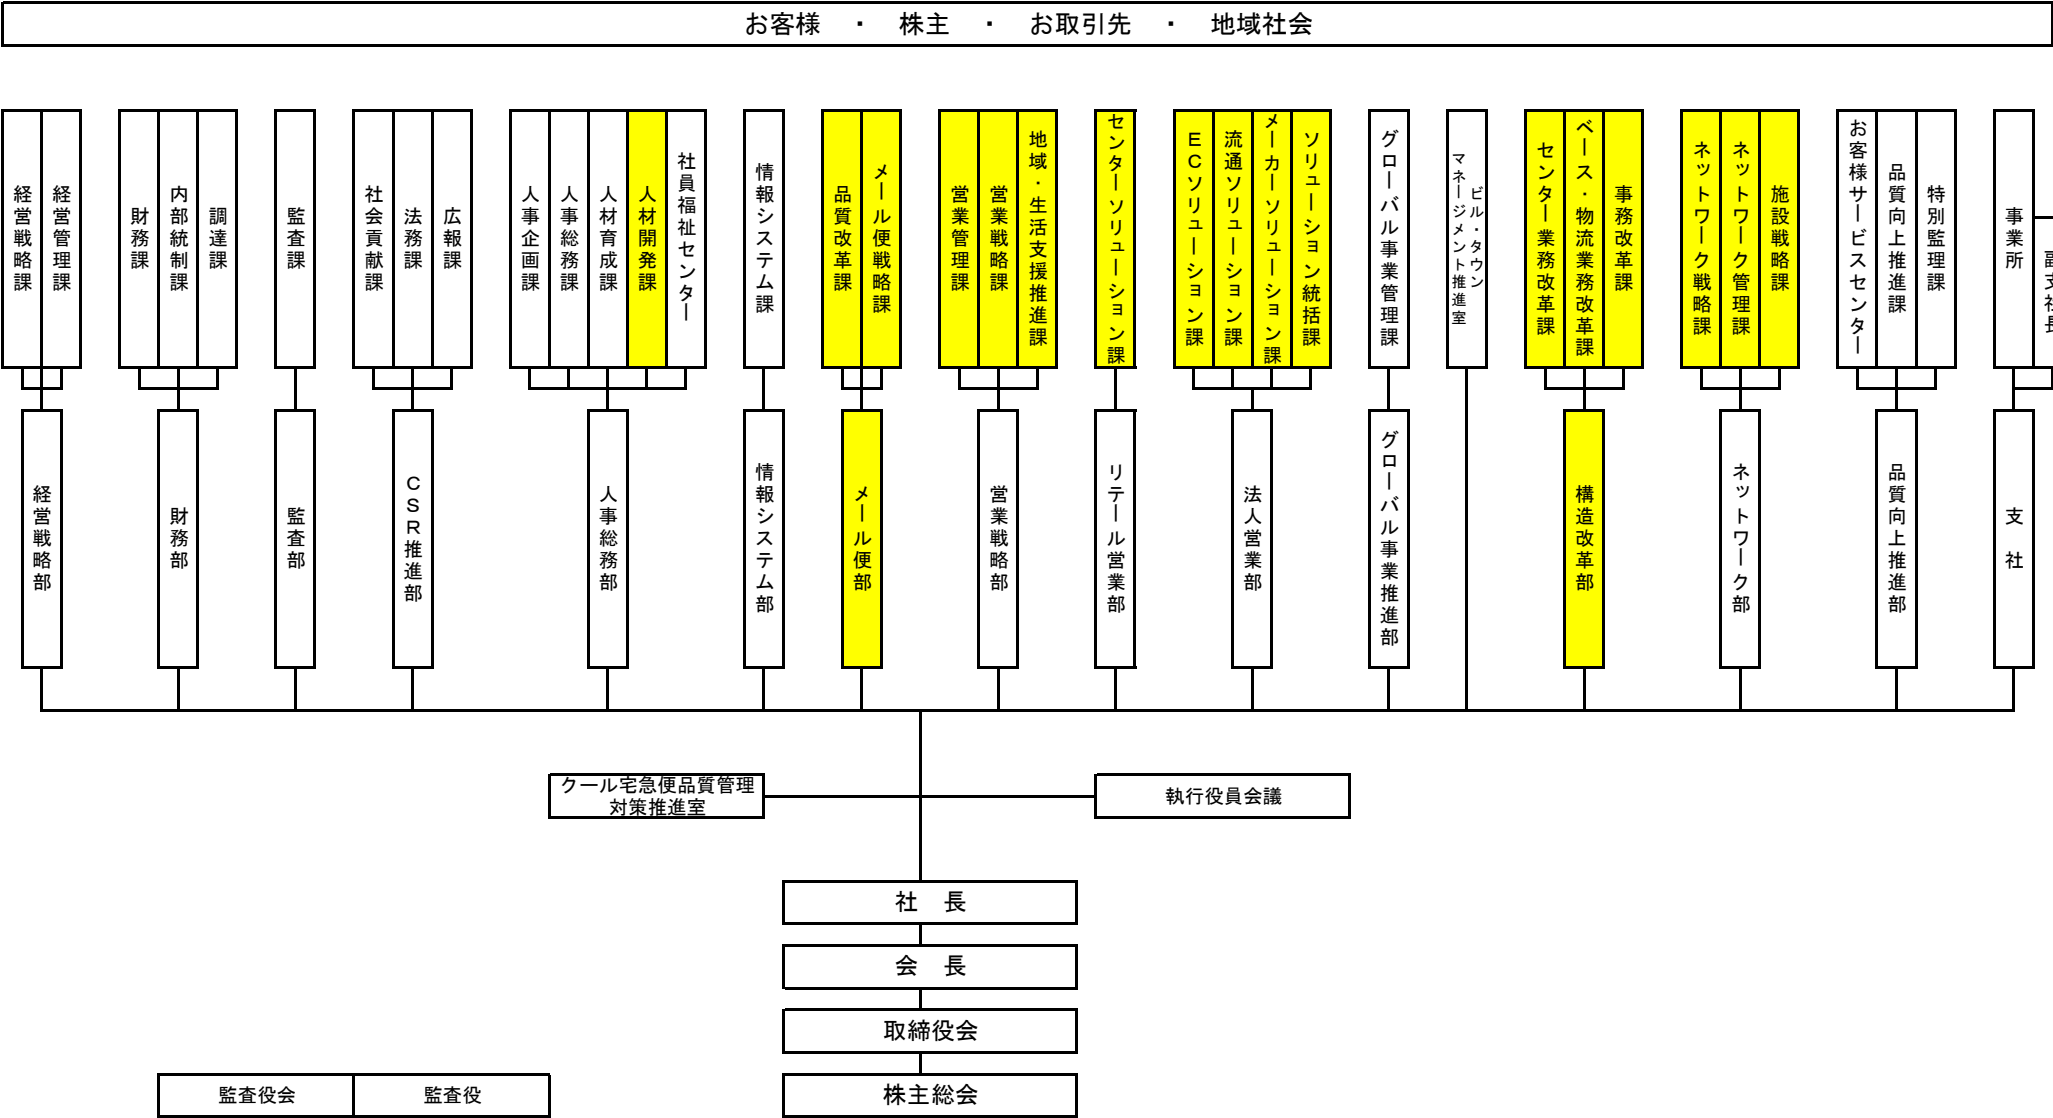 お客様　・　株主　・　お取引先　・　地域社会
経営戦略課
経営管理課
財務課
内部統制課
調達課
監査課
社会貢献課
法務課
広報課
人事企画課
人事総務課
人材育成課
人材開発課
社員福祉センター
情報システム課
品質改革課
メール便戦略課
営業管理課
営業戦略課
地域・生活支援推進課
センターソリューション課
ECソリューション課
流通ソリューション課
メーカーソリューション課
ソリューション統括課
グローバル事業管理課
ビル・タウン
マネージメント推進室
センター業務改革課
ベース・物流業務改革課
事務改革課
ネットワーク戦略課
ネットワーク管理課
施設戦略課
お客様サービスセンター
品質向上推進課
特別監理課
事業所
副支社長
経営戦略部
財務部
監査部
CSR推進部
人事総務部
情報システム部
メール便部
営業戦略部
リテール営業部
法人営業部
グローバル事業推進部
構造改革部
ネットワーク部
品質向上推進部
支　社
クール宅急便品質管理
対策推進室
執行役員会議
社　長
会　長
取締役会
監査役会
監査役
株主総会